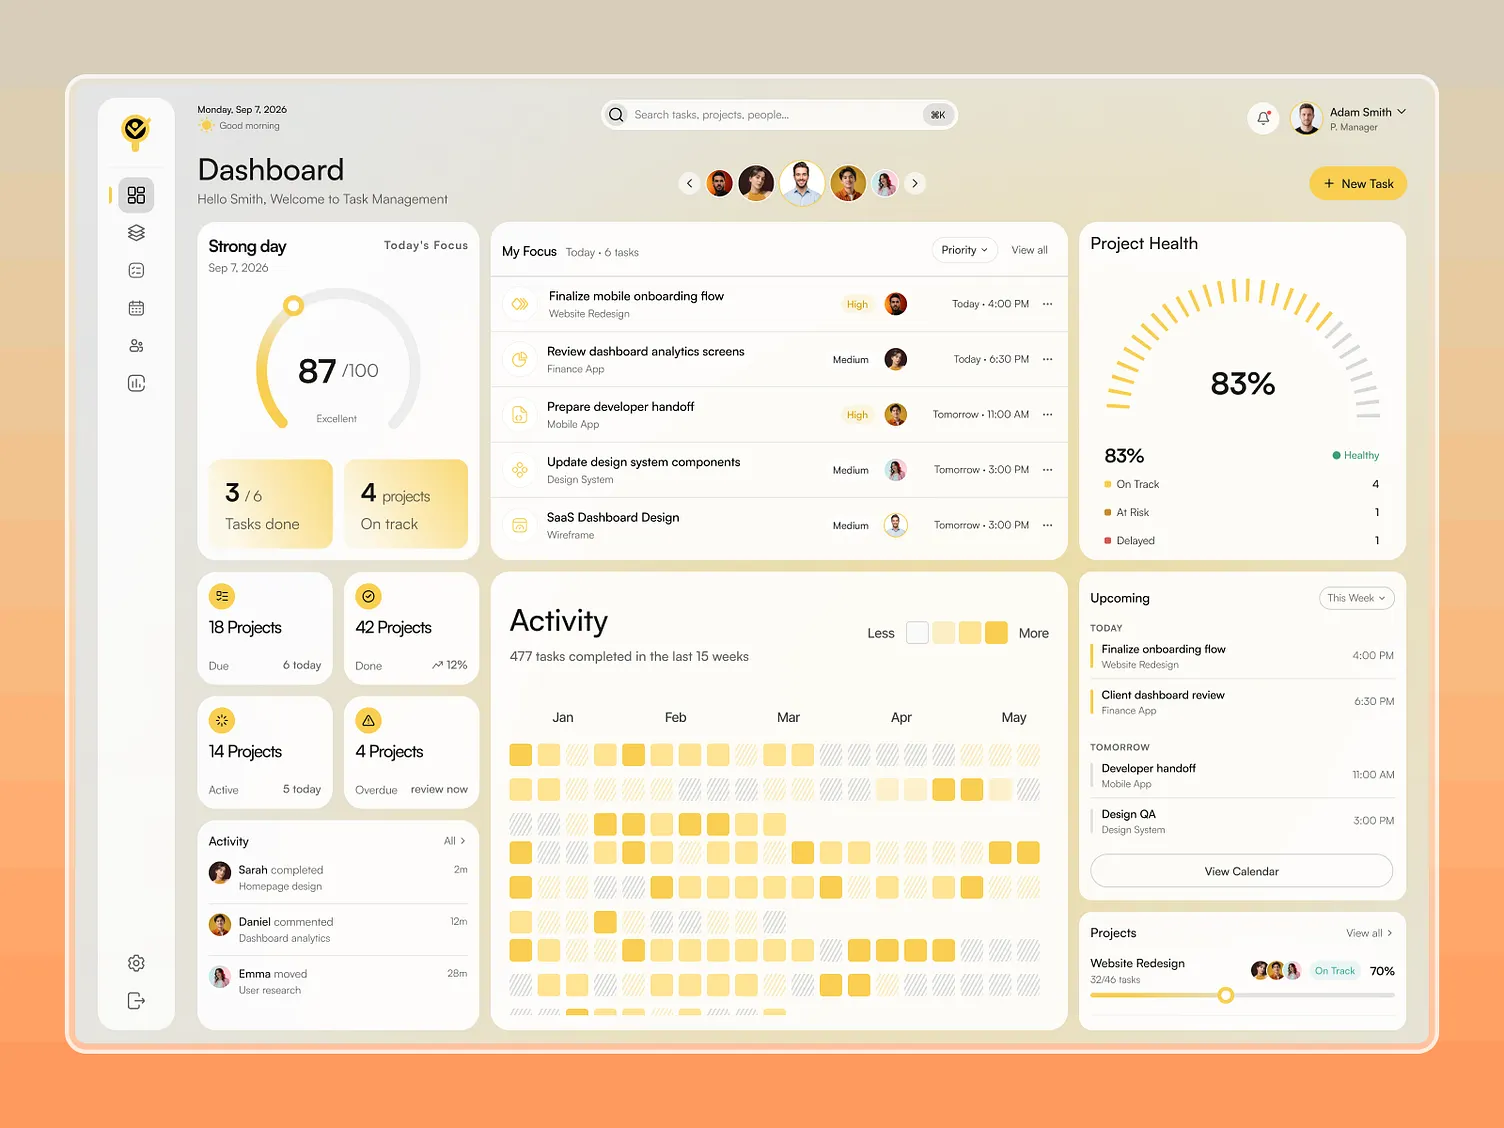 Monday, Sep 7, 2026
Good morning
Search tasks, projects, people...
⌘K
Adam Smith
P. Manager
Dashboard
Hello Smith, Welcome to Task Management
+ New Task
Strong day
Today's Focus
Sep 7, 2026
87 /100
Excellent
3 / 6
Tasks done
4 projects
On track
My Focus
Today · 6 tasks
Priority
View all
Finalize mobile onboarding flow
Website Redesign
High
Today · 4:00 PM
Review dashboard analytics screens
Finance App
Medium
Today · 6:30 PM
Prepare developer handoff
Mobile App
High
Tomorrow · 11:00 AM
Update design system components
Design System
Medium
Tomorrow · 3:00 PM
SaaS Dashboard Design
Wireframe
Medium
Tomorrow · 3:00 PM
Project Health
83%
83%
Healthy
On Track
4
At Risk
1
Delayed
1
18 Projects
Due
6 today
42 Projects
Done
12%
14 Projects
Active
5 today
4 Projects
Overdue
review now
Activity
All
Sarah completed
Homepage design
2m
Daniel commented
Dashboard analytics
12m
Emma moved
User research
28m
Activity
477 tasks completed in the last 15 weeks
Less
More
Jan
Feb
Mar
Apr
May
Upcoming
This Week
TODAY
Finalize onboarding flow
Website Redesign
4:00 PM
Client dashboard review
Finance App
6:30 PM
TOMORROW
Developer handoff
Mobile App
11:00 AM
Design QA
Design System
3:00 PM
View Calendar
Projects
View all
Website Redesign
32/46 tasks
On Track
70%